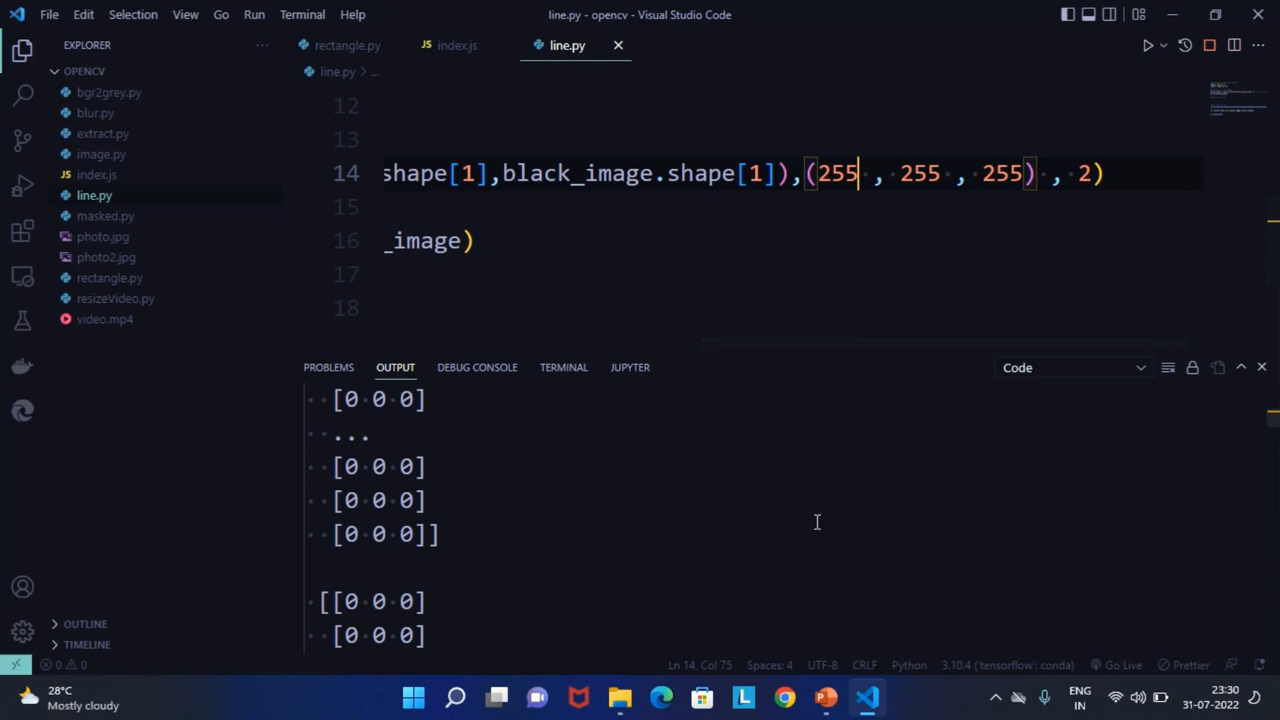 File Edit Selection View Go Run Terminal Help
line.py - opencv - Visual Studio Code
EXPLORER
OPENCV
bgr2grey.py
blur.py
extract.py
image.py
index.js
line.py
masked.py
photo.jpg
photo2.jpg
rectangle.py
resizeVideo.py
video.mp4
OUTLINE
TIMELINE
rectangle.py index.js line.py
line.py > ...
12
13
14 shape[1],black_image.shape[1]),(255 , 255 , 255) , 2)
15
16 _image)
17
18
PROBLEMS OUTPUT DEBUG CONSOLE TERMINAL JUPYTER Code
[0 0 0]
...
[0 0 0]
[0 0 0]
[0 0 0]]
[[0 0 0]
[0 0 0]
0 0 Ln 14, Col 75 Spaces: 4 UTF-8 CRLF Python 3.10.4 ('tensorflow': conda) Go Live Prettier
28°C
Mostly cloudy
ENG
IN
23:30
31-07-2022